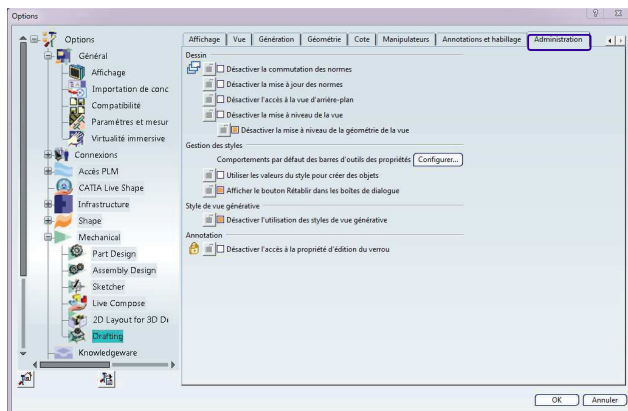 Options
Options
Général
Affichage
Importation de conc
Compatibilité
Paramètres et mesur
Virtualité immersive
Connexions
Accès PLM
CATIA Live Shape
Infrastructure
Shape
Mechanical
Part Design
Assembly Design
Sketcher
Live Compose
2D Layout for 3D De
Drafting
Knowledgeware
Affichage Vue Génération Géométrie Cote Manipulateurs Annotations et habillage Administration
Dessin
Désactiver la commutation des normes
Désactiver la mise à jour des normes
Désactiver l'accès à la vue d'arrière-plan
Désactiver la mise à niveau de la vue
Désactiver la mise à niveau de la géométrie de la vue
Gestion des styles
Comportements par défaut des barres d'outils des propriétés Configurer...
Utiliser les valeurs du style pour créer des objets
Afficher le bouton Rétablir dans les boîtes de dialogue
Style de vue générative
Désactiver l'utilisation des styles de vue générative
Annotation
Désactiver l'accès à la propriété d'édition du verrou
OK Annuler